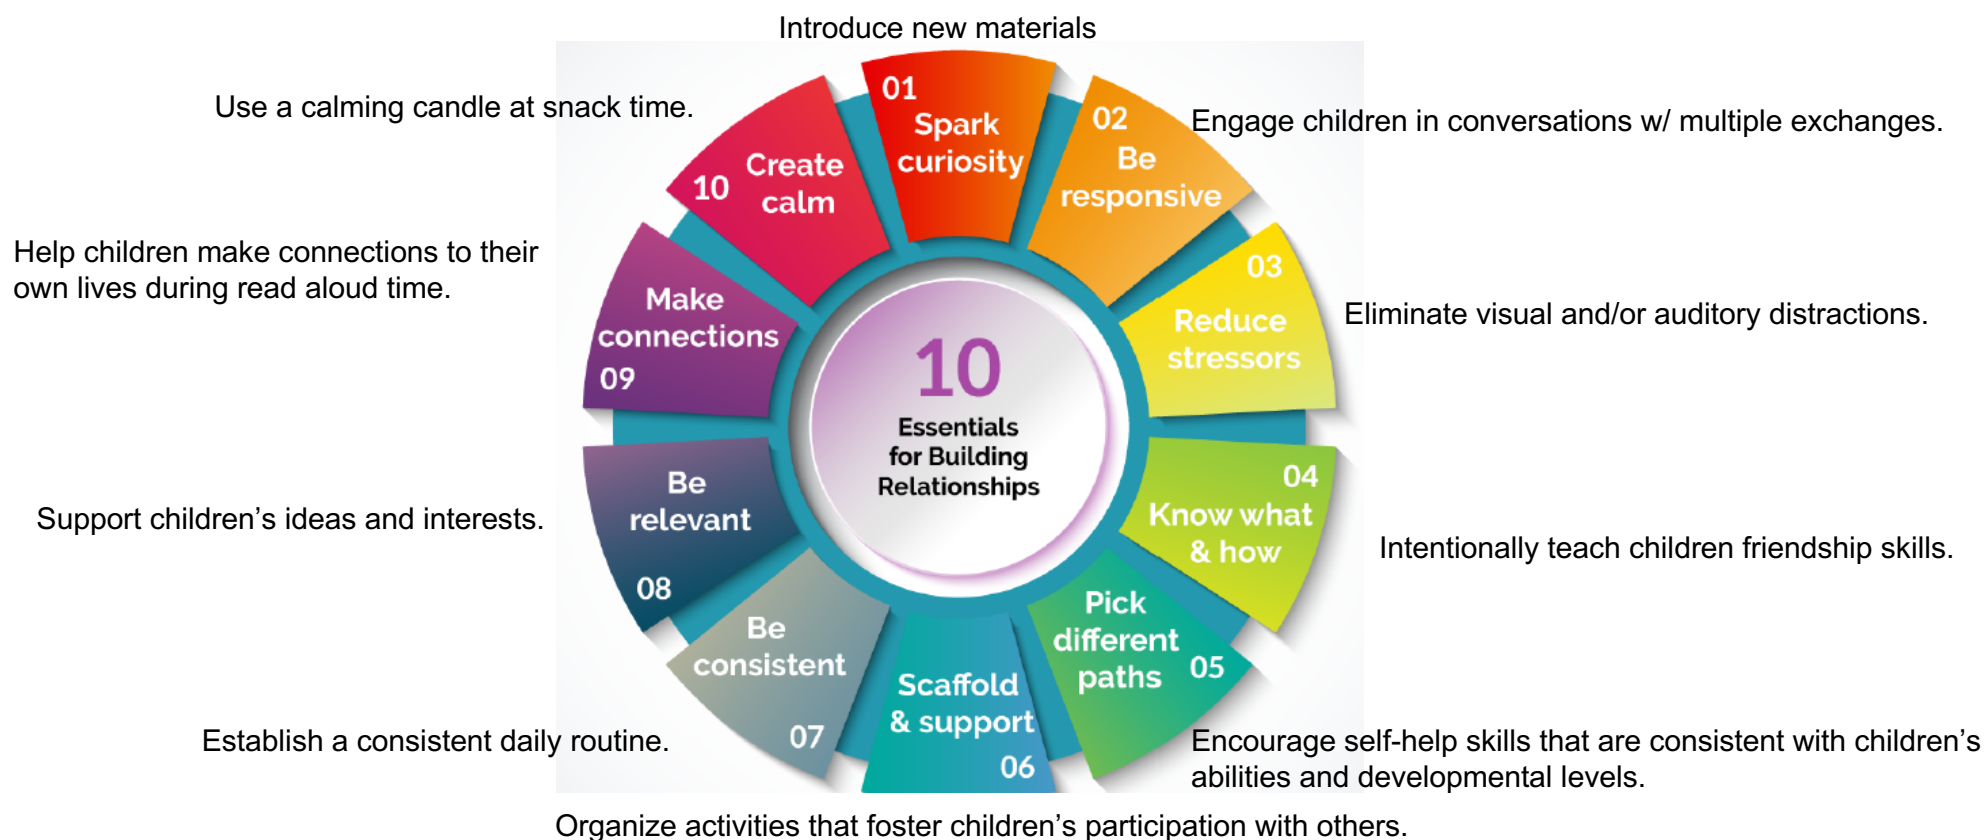 Introduce new materials
01
Spark
curiosity
02
Be
responsive
Engage children in conversations w/ multiple exchanges.
03
Reduce
stressors
Eliminate visual and/or auditory distractions.
04
Know what
& how
Intentionally teach children friendship skills.
Pick
different
paths
05
Encourage self-help skills that are consistent with children’s
abilities and developmental levels.
Scaffold
& support
06
Organize activities that foster children’s participation with others.
Be
consistent
07
Establish a consistent daily routine.
Be
relevant
08
Support children’s ideas and interests.
Make
connections
09
Help children make connections to their
own lives during read aloud time.
10
Create
calm
Use a calming candle at snack time.
10
Essentials
for Building
Relationships